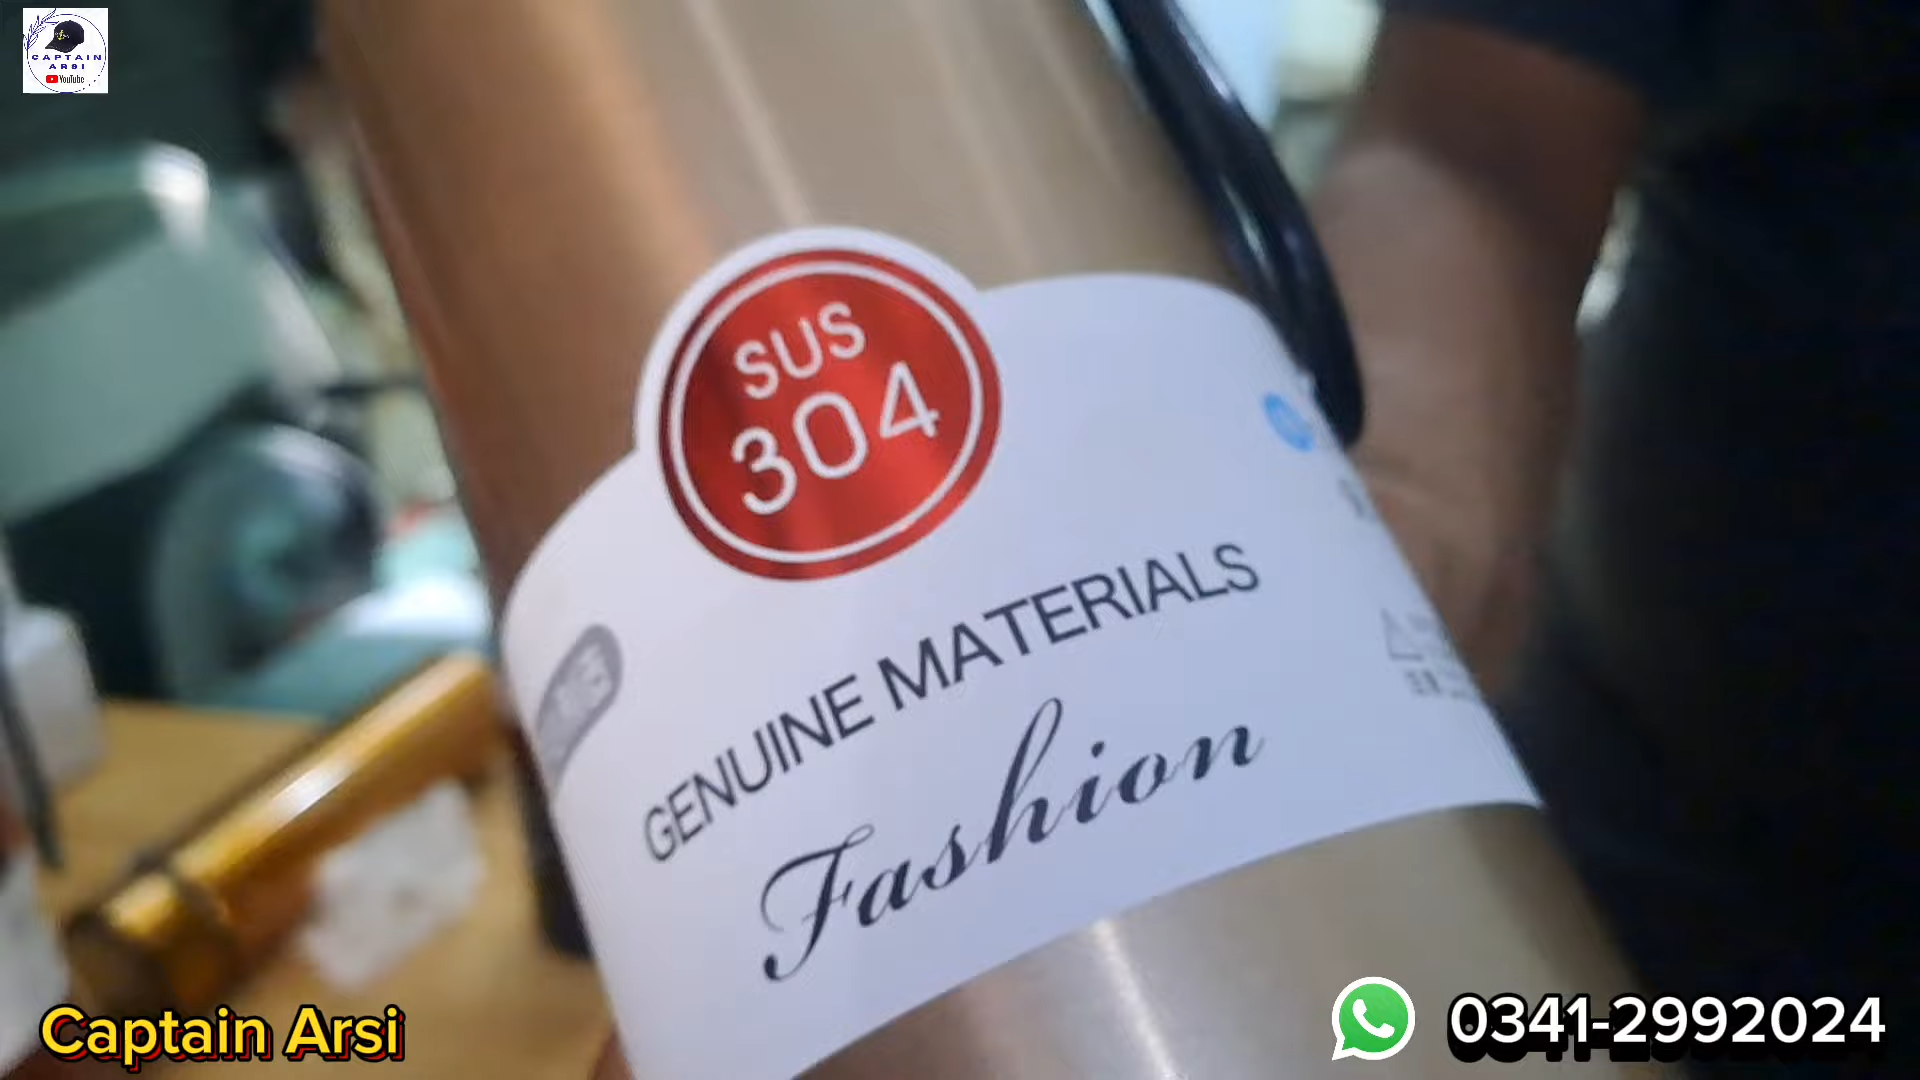 CAPTAIN
ARSI
YouTube
SUS
304
GENUINE MATERIALS
Fashion
Captain Arsi
0341-2992024